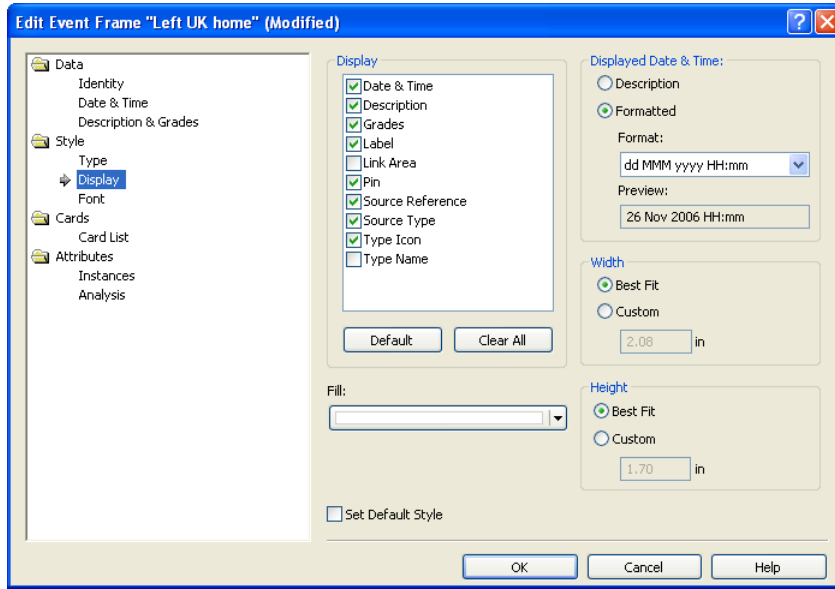 Edit Event Frame "Left UK home" (Modified)
Data
Identity
Date & Time
Description & Grades
Style
Type
Display
Font
Cards
Card List
Attributes
Instances
Analysis
Display
Date & Time
Description
Grades
Label
Link Area
Pin
Source Reference
Source Type
Type Icon
Type Name
Default
Clear All
Fill:
Set Default Style
Displayed Date & Time:
Description
Formatted
Format:
dd MMM yyyy HH:mm
Preview:
26 Nov 2006 HH:mm
Width
Best Fit
Custom
2.08 in
Height
Best Fit
Custom
1.70 in
OK
Cancel
Help